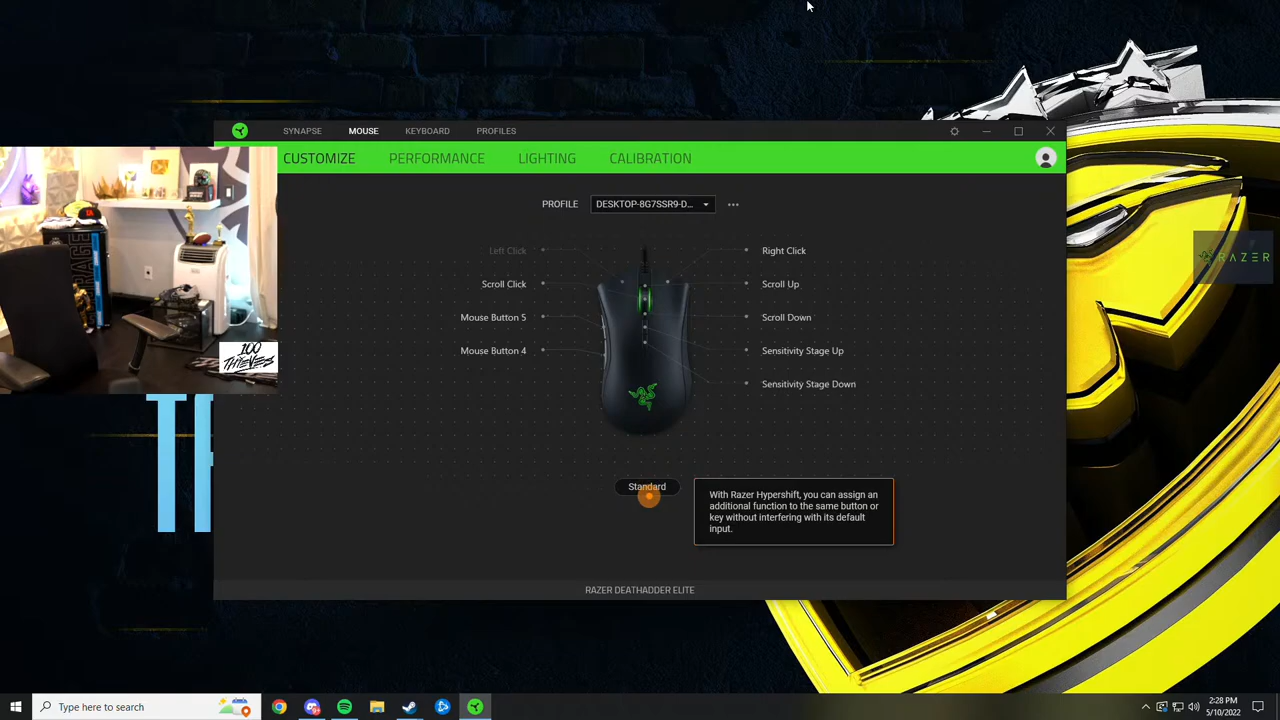 SYNAPSE MOUSE KEYBOARD PROFILES
CUSTOMIZE PERFORMANCE LIGHTING CALIBRATION
PROFILE DESKTOP-8G7SSR9-D...
Left Click
Scroll Click
Mouse Button 5
Mouse Button 4
Right Click
Scroll Up
Scroll Down
Sensitivity Stage Up
Sensitivity Stage Down
Standard
With Razer Hypershift, you can assign an
additional function to the same button or
key without interfering with its default
input.
RAZER DEATHADDER ELITE
100
THIEVES
RAZER
Type here to search
2:28 PM
5/10/2022